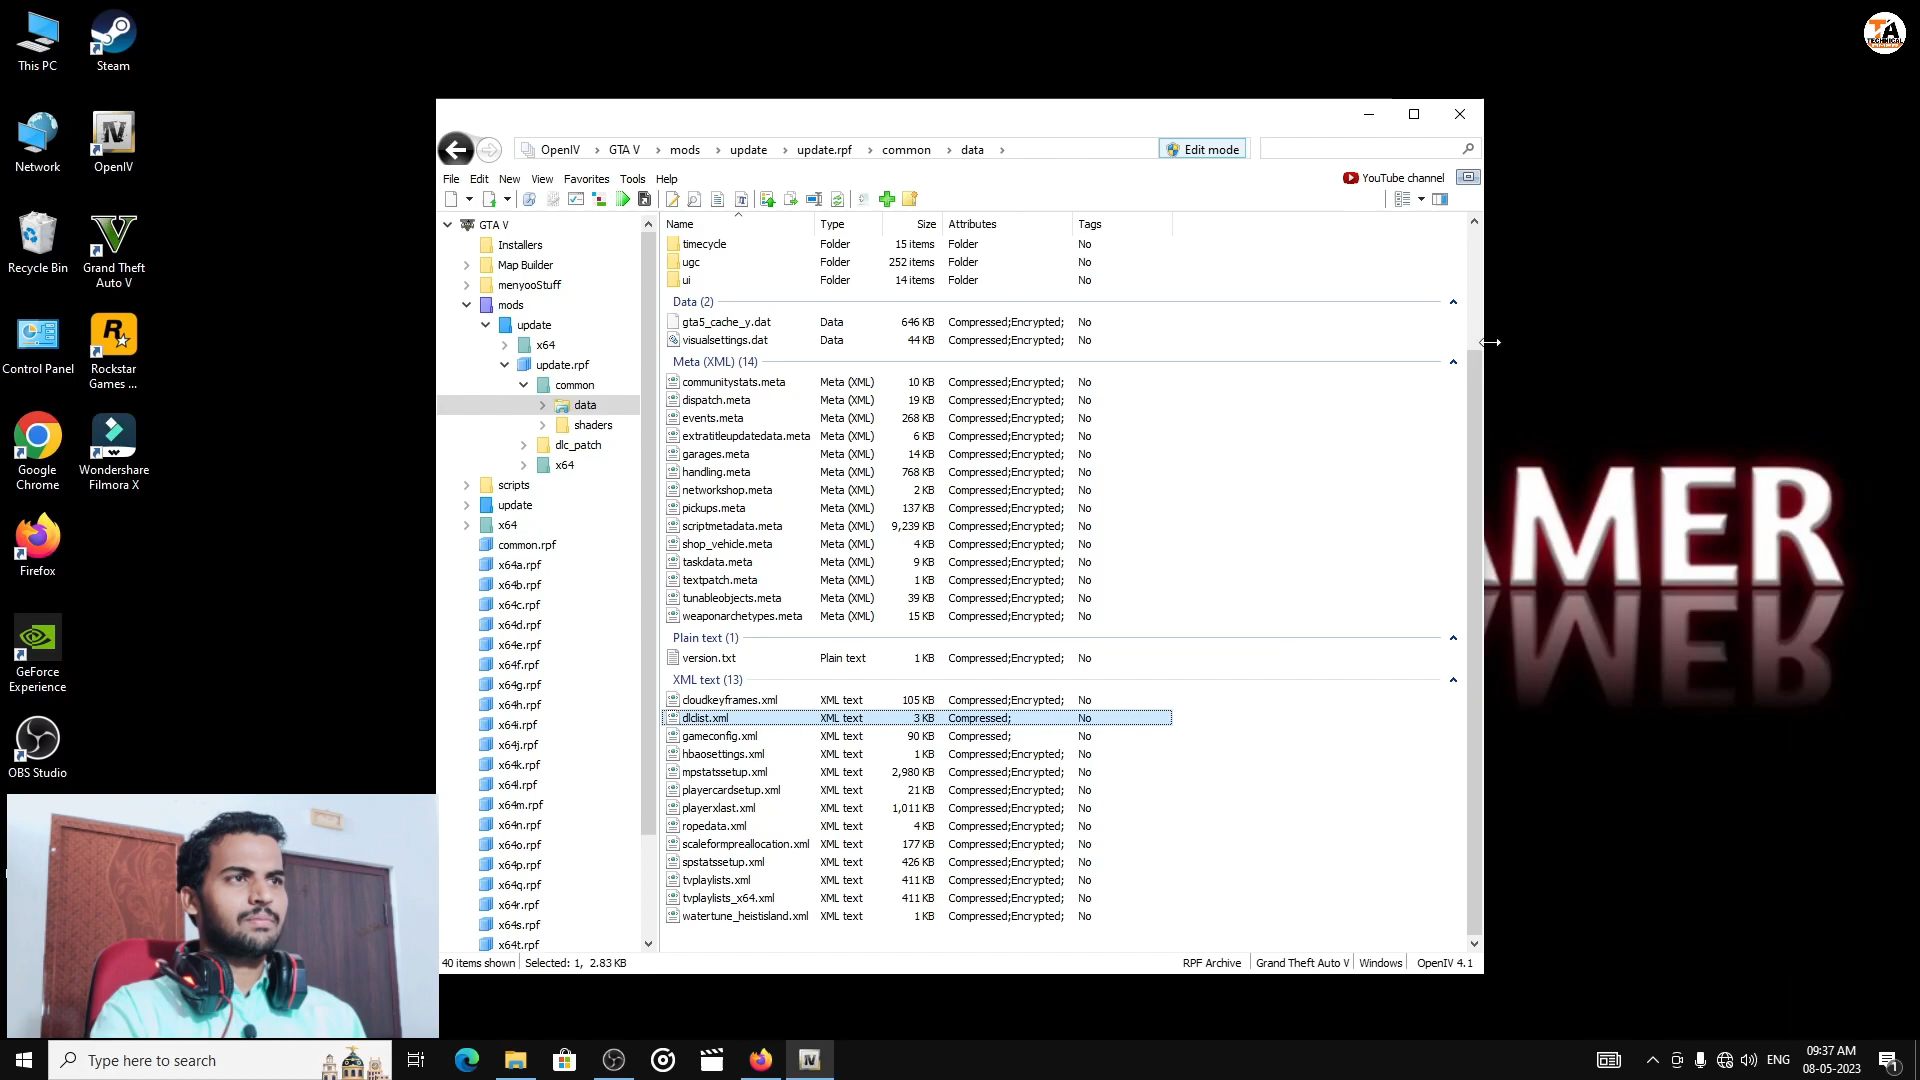 This PC
Steam
Network
OpenIV
Recycle Bin
Grand Theft
Auto V
Control Panel
Rockstar
Games ...
Google
Chrome
Wondershare
Filmora X
Firefox
GeForce
Experience
OBS Studio
TA
TECHNICAL
AMER
OpenIV
GTA V
mods
update
update.rpf
common
data
Edit mode
File Edit New View Favorites Tools Help
YouTube channel
GTA V
Installers
Map Builder
menyooStuff
mods
update
x64
update.rpf
common
data
shaders
dlc_patch
x64
scripts
update
x64
common.rpf
x64a.rpf
x64b.rpf
x64c.rpf
x64d.rpf
x64e.rpf
x64f.rpf
x64g.rpf
x64h.rpf
x64i.rpf
x64j.rpf
x64k.rpf
x64l.rpf
x64m.rpf
x64n.rpf
x64o.rpf
x64p.rpf
x64q.rpf
x64r.rpf
x64s.rpf
x64t.rpf
Name Type Size Attributes Tags
timecycle Folder 15 items Folder No
ugc Folder 252 items Folder No
ui Folder 14 items Folder No
Data (2)
gta5_cache_y.dat Data 646 KB Compressed;Encrypted; No
visualsettings.dat Data 44 KB Compressed;Encrypted; No
Meta (XML) (14)
communitystats.meta Meta (XML) 10 KB Compressed;Encrypted; No
dispatch.meta Meta (XML) 19 KB Compressed;Encrypted; No
events.meta Meta (XML) 268 KB Compressed;Encrypted; No
extratitleupdatedata.meta Meta (XML) 6 KB Compressed;Encrypted; No
garages.meta Meta (XML) 14 KB Compressed;Encrypted; No
handling.meta Meta (XML) 768 KB Compressed;Encrypted; No
networkshop.meta Meta (XML) 2 KB Compressed;Encrypted; No
pickups.meta Meta (XML) 137 KB Compressed;Encrypted; No
scriptmetadata.meta Meta (XML) 9,239 KB Compressed;Encrypted; No
shop_vehicle.meta Meta (XML) 4 KB Compressed;Encrypted; No
taskdata.meta Meta (XML) 9 KB Compressed;Encrypted; No
textpatch.meta Meta (XML) 1 KB Compressed;Encrypted; No
tunableobjects.meta Meta (XML) 39 KB Compressed;Encrypted; No
weaponarchetypes.meta Meta (XML) 15 KB Compressed;Encrypted; No
Plain text (1)
version.txt Plain text 1 KB Compressed;Encrypted; No
XML text (13)
cloudkeyframes.xml XML text 105 KB Compressed;Encrypted; No
dlclist.xml XML text 3 KB Compressed; No
gameconfig.xml XML text 90 KB Compressed; No
hbaosettings.xml XML text 1 KB Compressed;Encrypted; No
mpstatssetup.xml XML text 2,980 KB Compressed;Encrypted; No
playercardsetup.xml XML text 21 KB Compressed;Encrypted; No
playerxlast.xml XML text 1,011 KB Compressed;Encrypted; No
ropedata.xml XML text 4 KB Compressed;Encrypted; No
scaleformpreallocation.xml XML text 177 KB Compressed;Encrypted; No
spstatssetup.xml XML text 426 KB Compressed;Encrypted; No
tvplaylists.xml XML text 411 KB Compressed;Encrypted; No
tvplaylists_x64.xml XML text 411 KB Compressed;Encrypted; No
watertune_heistisland.xml XML text 1 KB Compressed;Encrypted; No
40 items shown Selected: 1, 2.83 KB
RPF Archive Grand Theft Auto V Windows OpenIV 4.1
Type here to search
ENG
09:37 AM
08-05-2023
1